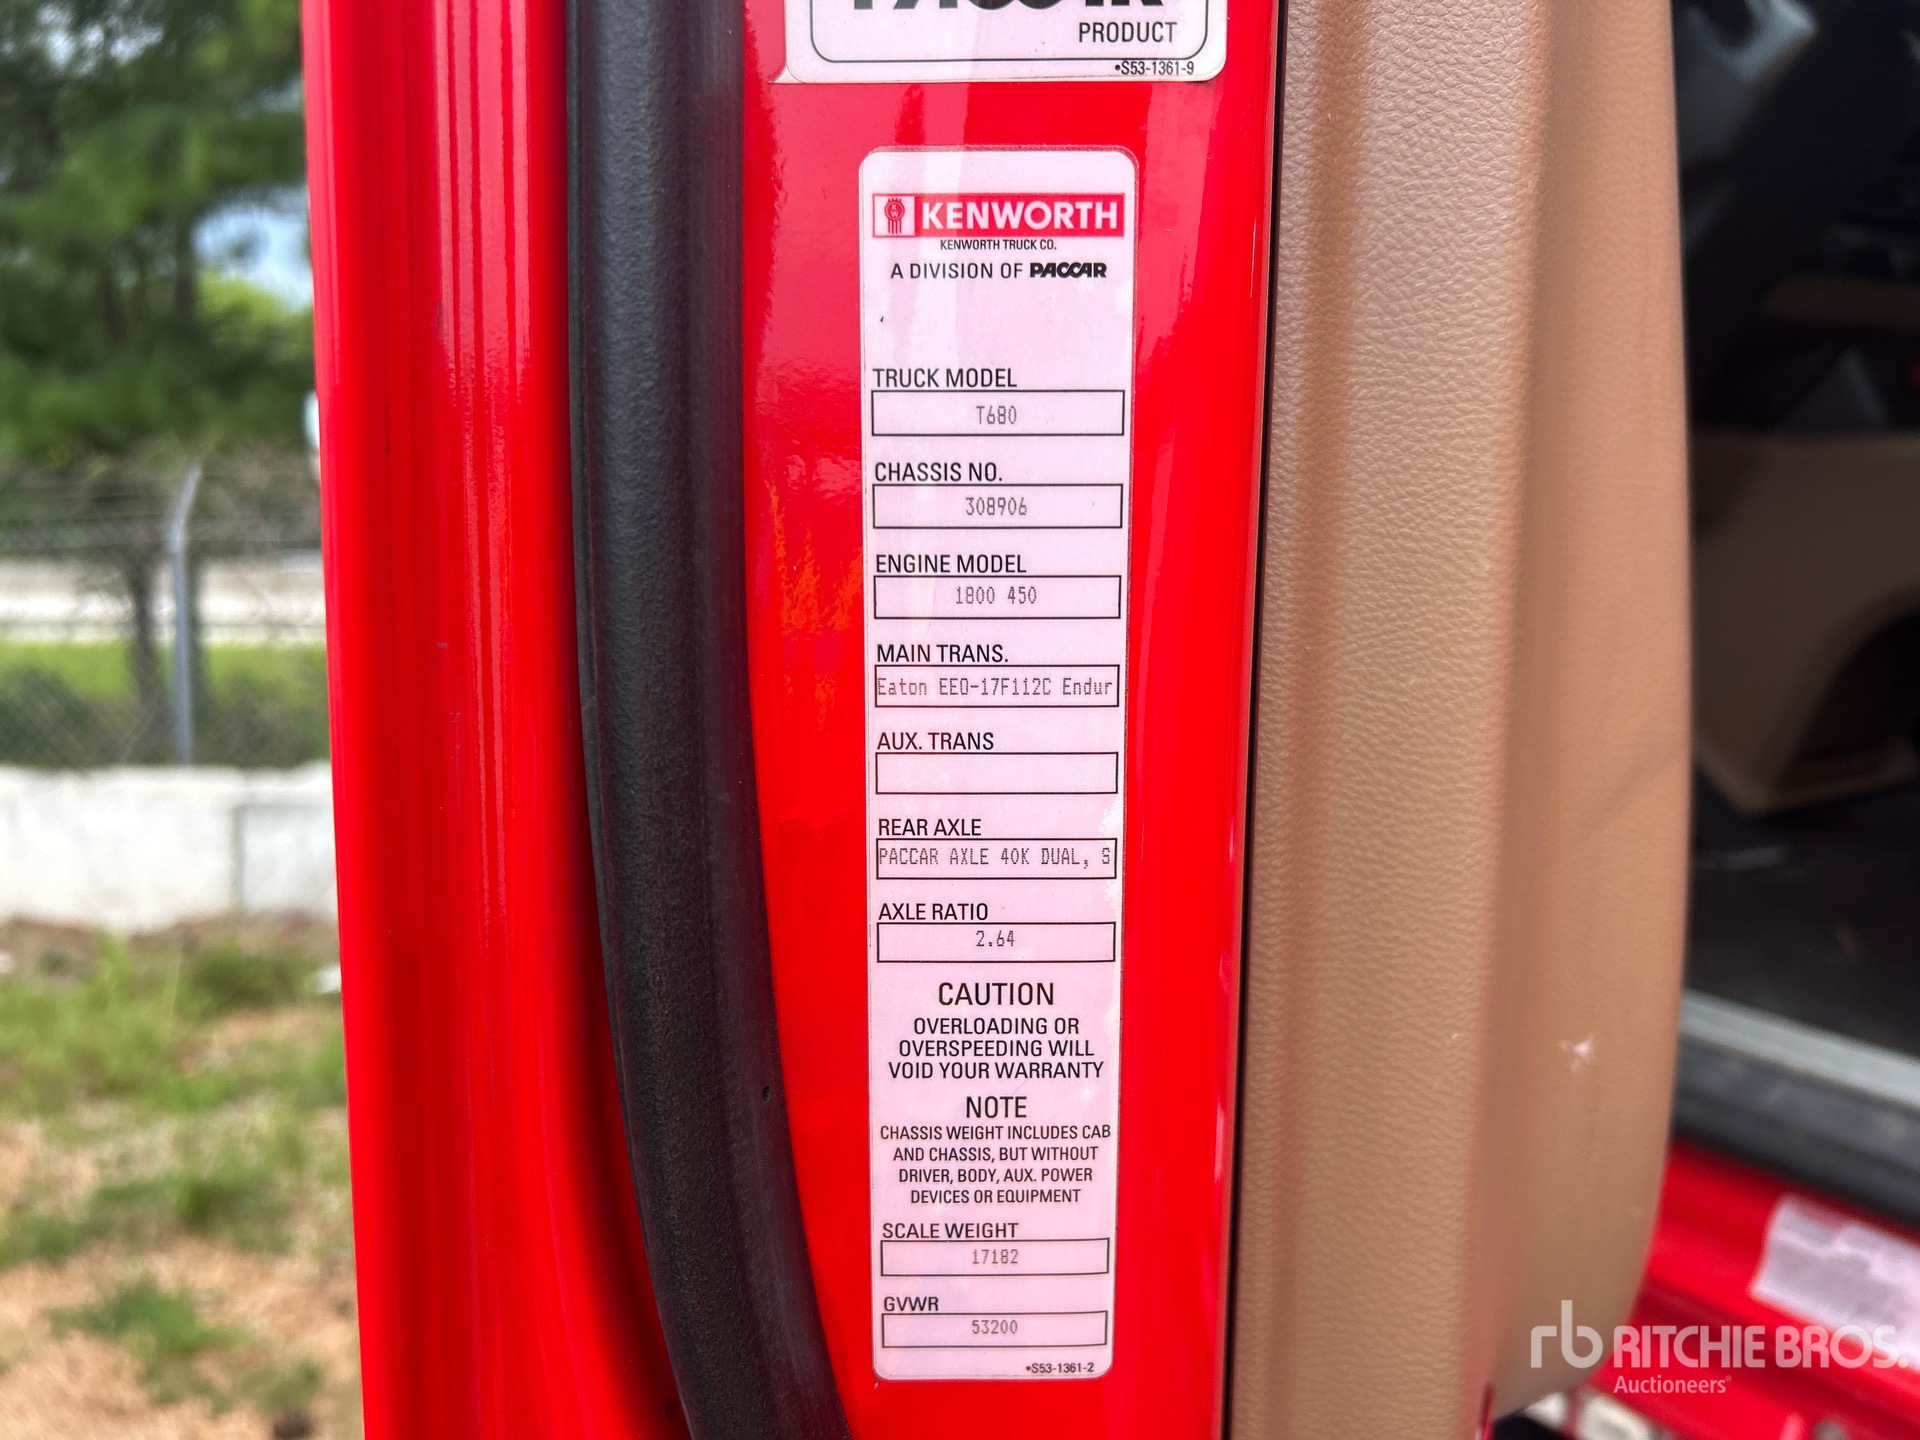 PACCAR
PRODUCT
•S53-1361-9
KENWORTH
KENWORTH TRUCK CO.
A DIVISION OF PACCAR
TRUCK MODEL
T680
CHASSIS NO.
308906
ENGINE MODEL
1800 450
MAIN TRANS.
Eaton EEO-17F112C Endur
AUX. TRANS
REAR AXLE
PACCAR AXLE 40K DUAL, S
AXLE RATIO
2.64
CAUTION
OVERLOADING OR
OVERSPEEDING WILL
VOID YOUR WARRANTY
NOTE
CHASSIS WEIGHT INCLUDES CAB
AND CHASSIS, BUT WITHOUT
DRIVER, BODY, AUX. POWER
DEVICES OR EQUIPMENT
SCALE WEIGHT
17182
GVWR
53200
•S53-1361-2
rb RITCHIE BROS.
Auctioneers